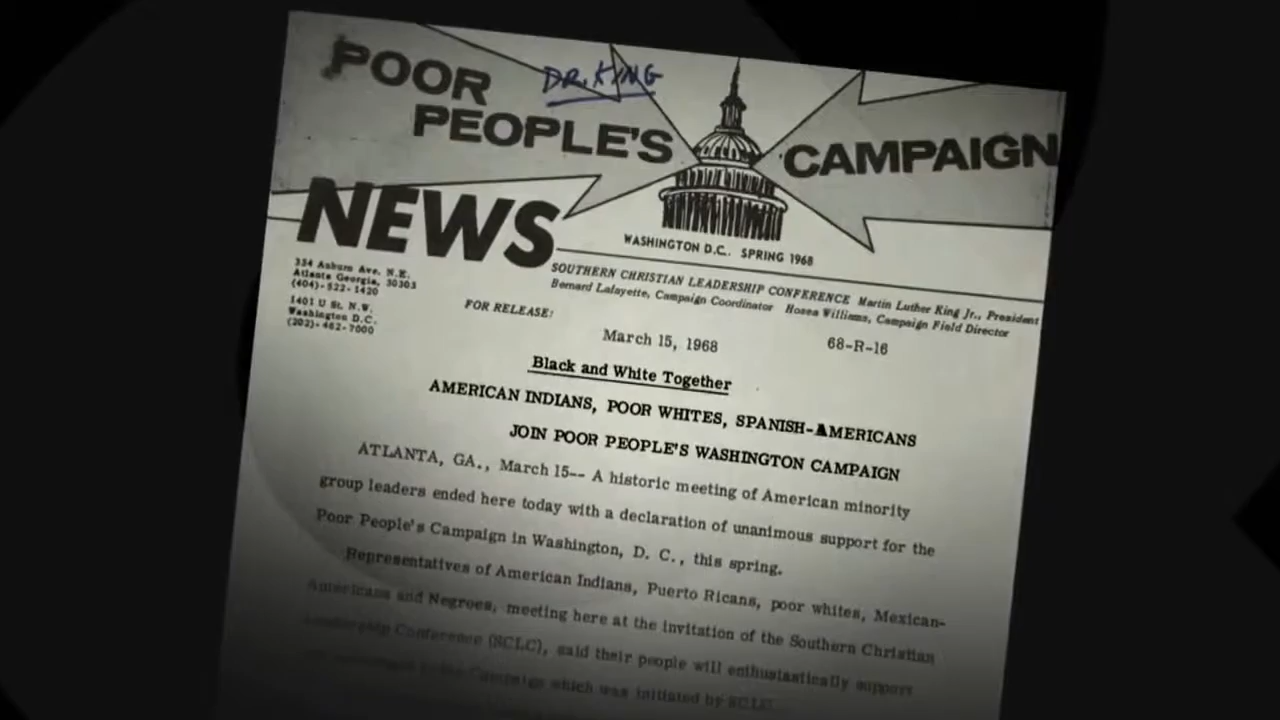 DR. KING
POOR
PEOPLE'S
CAMPAIGN
NEWS
WASHINGTON D.C. SPRING 1968
SOUTHERN CHRISTIAN LEADERSHIP CONFERENCE Martin Luther King Jr., President
Bernard Lafayette, Campaign Coordinator Hosea Williams, Campaign Field Director
334 Auburn Ave. N.E.
Atlanta Georgia, 30303
(404)-522-1420
1401 U St. N.W.
Washington D.C.
(202)-462-7000
FOR RELEASE:
March 15, 1968
68-R-16
Black and White Together
AMERICAN INDIANS, POOR WHITES, SPANISH-AMERICANS
JOIN POOR PEOPLE'S WASHINGTON CAMPAIGN
ATLANTA, GA., March 15-- A historic meeting of American minority
group leaders ended here today with a declaration of unanimous support for the
Poor People's Campaign in Washington, D. C., this spring.
Representatives of American Indians, Puerto Ricans, poor whites, Mexican-
Americans and Negroes, meeting here at the invitation of the Southern Christian
Leadership Conference (SCLC), said their people will enthusiastically support
the Campaign which was initiated by SCLC